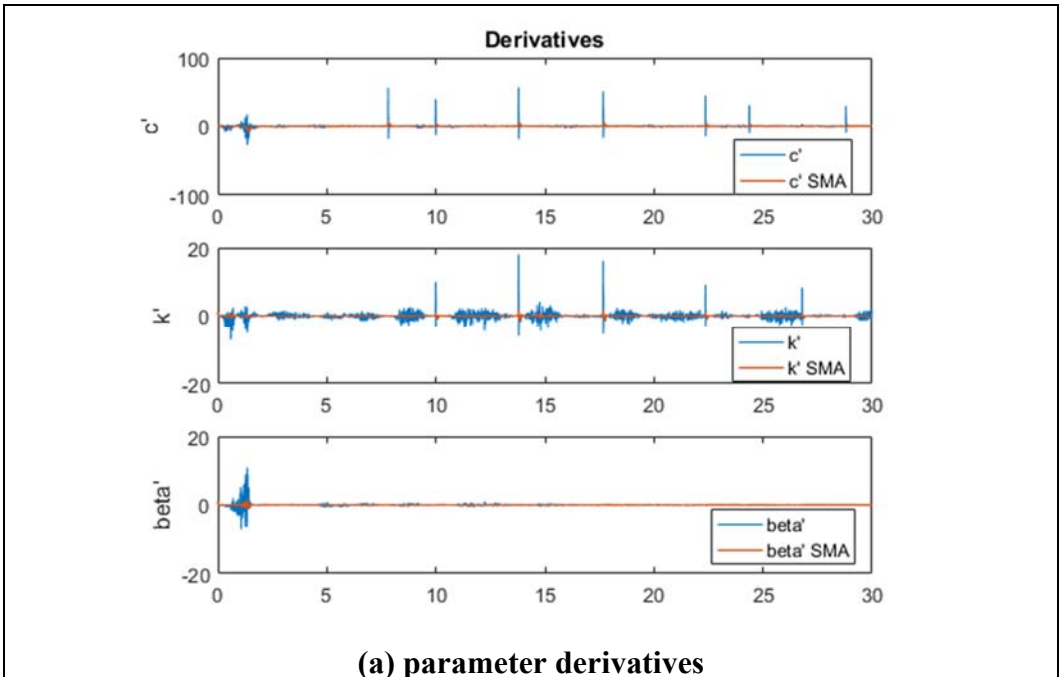 Derivatives
100
0
-100
c'
0 5 10 15 20 25 30
c'
c' SMA
20
0
-20
k'
0 5 10 15 20 25 30
k'
k' SMA
20
0
-20
beta'
0 5 10 15 20 25 30
beta'
beta' SMA
(a) parameter derivatives